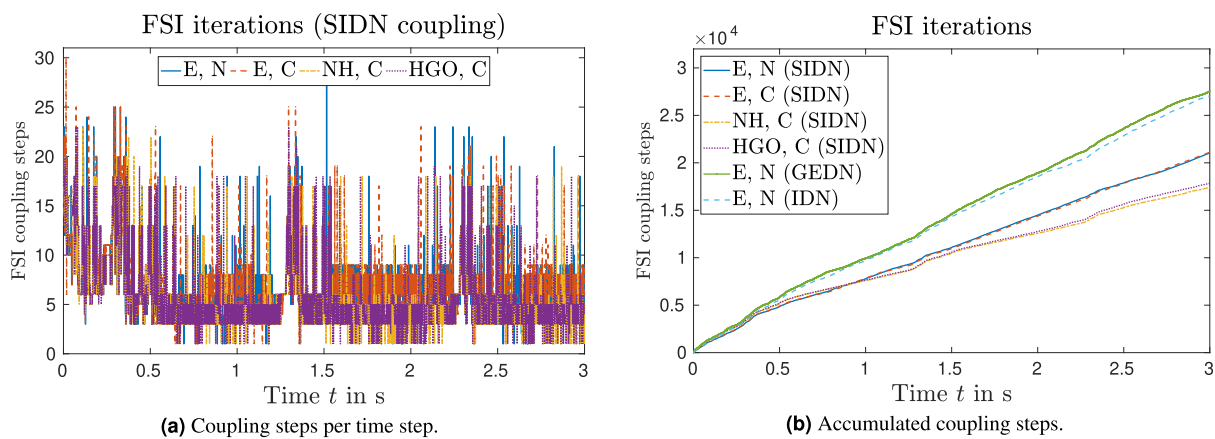 FSI iterations (SIDN coupling)
FSI coupling steps
30
25
20
15
10
5
0
E, N
E, C
NH, C
HGO, C
0
0.5
1
1.5
2
2.5
3
Time t in s
(a) Coupling steps per time step.
FSI iterations
×10⁴
FSI coupling steps
3
2.5
2
1.5
1
0.5
0
E, N (SIDN)
E, C (SIDN)
NH, C (SIDN)
HGO, C (SIDN)
E, N (GEDN)
E, N (IDN)
0
0.5
1
1.5
2
2.5
3
Time t in s
(b) Accumulated coupling steps.